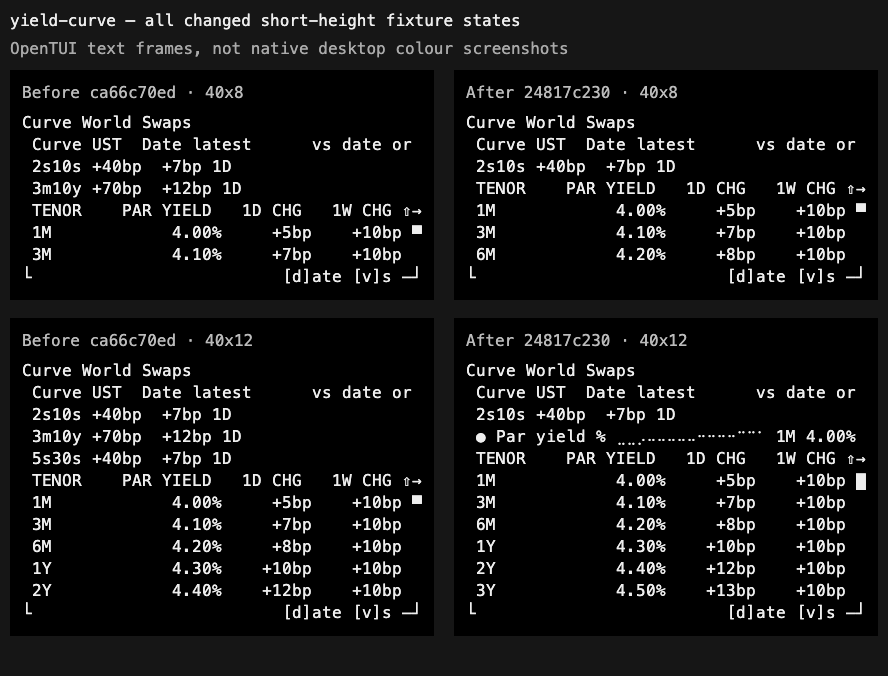 yield-curve — all changed short-height fixture states
OpenTUI text frames, not native desktop colour screenshots
Before ca66c70ed · 40x8
Curve World Swaps
Curve UST  Date latest      vs date or
2s10s +40bp  +7bp 1D
3m10y +70bp  +12bp 1D
TENOR    PAR YIELD   1D CHG   1W CHG ⇧→
1M            4.00%     +5bp    +10bp
3M            4.10%     +7bp    +10bp
[d]ate [v]s
After 24817c230 · 40x8
Curve World Swaps
Curve UST  Date latest      vs date or
2s10s +40bp  +7bp 1D
TENOR    PAR YIELD   1D CHG   1W CHG ⇧→
1M            4.00%     +5bp    +10bp
3M            4.10%     +7bp    +10bp
6M            4.20%     +8bp    +10bp
[d]ate [v]s
Before ca66c70ed · 40x12
Curve World Swaps
Curve UST  Date latest      vs date or
2s10s +40bp  +7bp 1D
3m10y +70bp  +12bp 1D
5s30s +40bp  +7bp 1D
TENOR    PAR YIELD   1D CHG   1W CHG ⇧→
1M            4.00%     +5bp    +10bp
3M            4.10%     +7bp    +10bp
6M            4.20%     +8bp    +10bp
1Y            4.30%    +10bp    +10bp
2Y            4.40%    +12bp    +10bp
[d]ate [v]s
After 24817c230 · 40x12
Curve World Swaps
Curve UST  Date latest      vs date or
2s10s +40bp  +7bp 1D
● Par yield % 1M 4.00%
TENOR    PAR YIELD   1D CHG   1W CHG ⇧→
1M            4.00%     +5bp    +10bp
3M            4.10%     +7bp    +10bp
6M            4.20%     +8bp    +10bp
1Y            4.30%    +10bp    +10bp
2Y            4.40%    +12bp    +10bp
3Y            4.50%    +13bp    +10bp
[d]ate [v]s